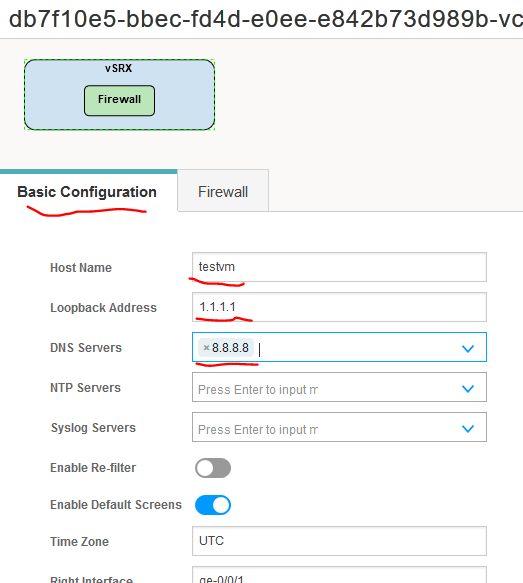 db7f10e5-bbec-fd4d-e0ee-e842b73d989b-vc
vSRX
Firewall
Basic Configuration
Firewall
Host Name
testvm
Loopback Address
1.1.1.1
DNS Servers
×8.8.8.8
NTP Servers
Press Enter to input m
Syslog Servers
Press Enter to input m
Enable Re-filter
Enable Default Screens
Time Zone
UTC
Right Interface
ge-0/0/1